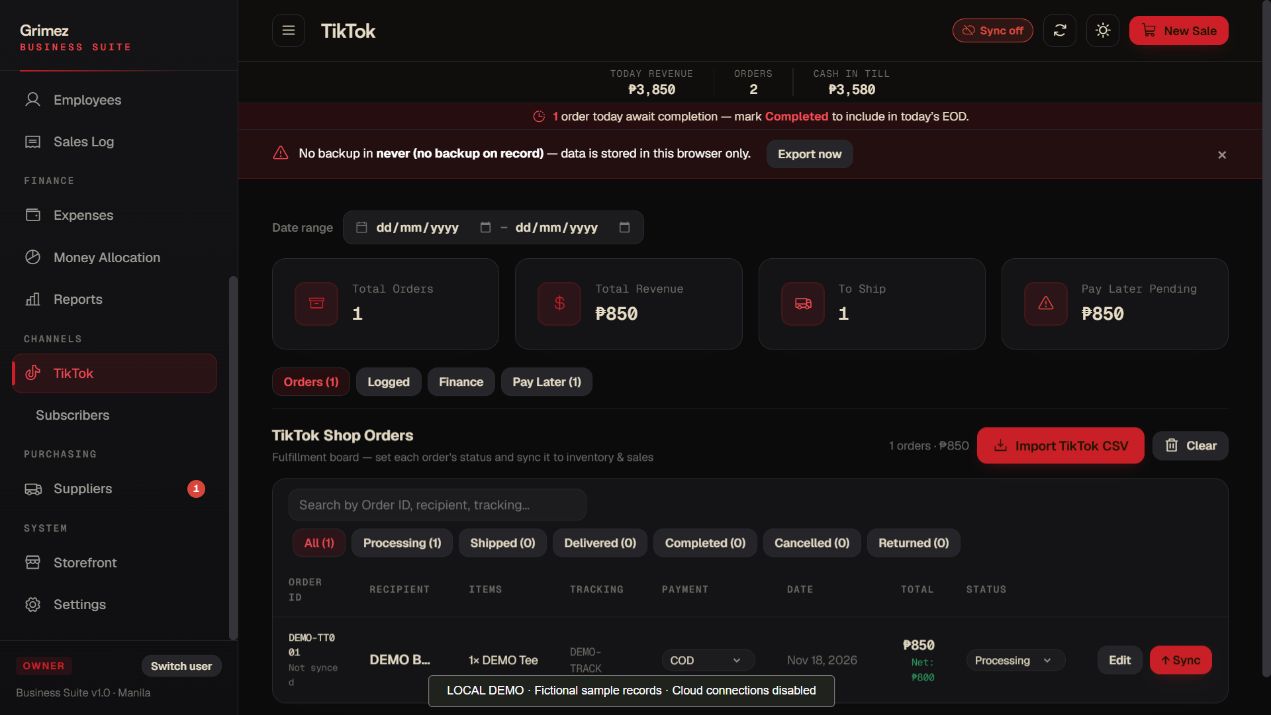 Grimez
BUSINESS SUITE
Employees
Sales Log
FINANCE
Expenses
Money Allocation
Reports
CHANNELS
TikTok
Subscribers
PURCHASING
Suppliers
1
SYSTEM
Storefront
Settings
OWNER
Switch user
Business Suite v1.0 · Manila
TikTok
Sync off
New Sale
TODAY REVENUE
₱3,850
ORDERS
2
CASH IN TILL
₱3,580
1 order today await completion — mark Completed to include in today's EOD.
No backup in never (no backup on record) — data is stored in this browser only.
Export now
×
Date range
dd/mm/yyyy – dd/mm/yyyy
Total Orders
1
Total Revenue
₱850
To Ship
1
Pay Later Pending
₱850
Orders (1)
Logged
Finance
Pay Later (1)
TikTok Shop Orders
Fulfillment board — set each order's status and sync it to inventory & sales
1 orders · ₱850
Import TikTok CSV
Clear
Search by Order ID, recipient, tracking...
All (1)
Processing (1)
Shipped (0)
Delivered (0)
Completed (0)
Cancelled (0)
Returned (0)
ORDER
ID
RECIPIENT
ITEMS
TRACKING
PAYMENT
DATE
TOTAL
STATUS
DEMO-TT0
01
Not synce
d
DEMO B...
1× DEMO Tee
DEMO-
TRACK
COD
Nov 18, 2026
₱850
Net:
₱800
Processing
Edit
↑ Sync
LOCAL DEMO · Fictional sample records · Cloud connections disabled